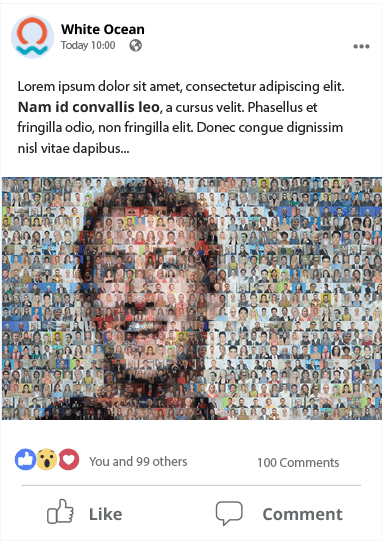 White Ocean
Today 10:00
Lorem ipsum dolor sit amet, consectetur adipiscing elit.
Nam id convallis leo, a cursus velit. Phasellus et
fringilla odio, non fringilla elit. Donec congue dignissim
nisl vitae dapibus...
You and 99 others
100 Comments
Like
Comment